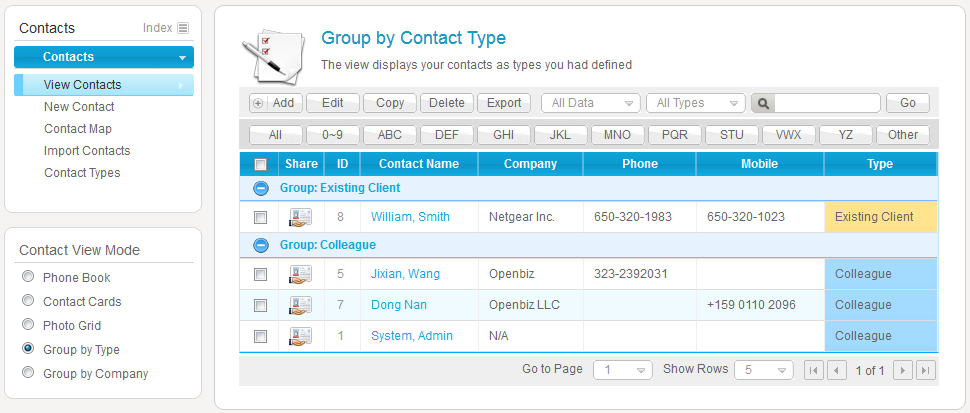 Contacts Index
Contacts
View Contacts
New Contact
Contact Map
Import Contacts
Contact Types
Contact View Mode
Phone Book
Contact Cards
Photo Grid
Group by Type
Group by Company
Group by Contact Type
The view displays your contacts as types you had defined
Add Edit Copy Delete Export All Data All Types Go
All 0~9 ABC DEF GHI JKL MNO PQR STU VWX YZ Other
Share ID Contact Name Company Phone Mobile Type
Group: Existing Client
8 William, Smith Netgear Inc. 650-320-1983 650-320-1023 Existing Client
Group: Colleague
5 Jixian, Wang Openbiz 323-2392031 Colleague
7 Dong Nan Openbiz LLC +159 0110 2096 Colleague
1 System, Admin N/A Colleague
Go to Page 1 Show Rows 5 1 of 1